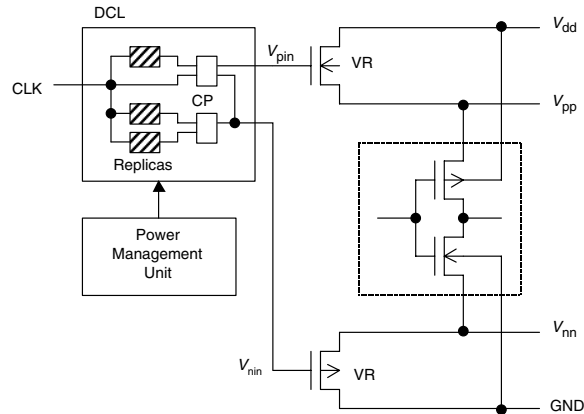 DCL
CLK
CP
Replicas
Power
Management
Unit
Vpin
VR
Vdd
Vpp
Vnn
Vnin
VR
GND